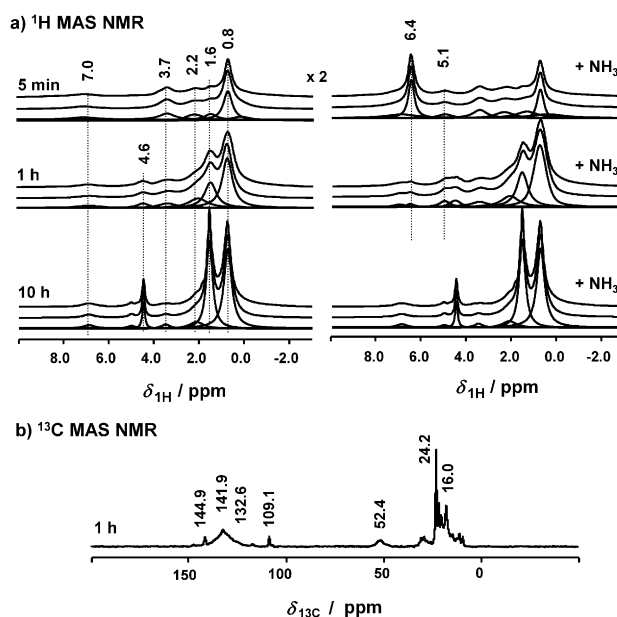 a) ¹H MAS NMR
7.0
3.7
2.2
1.6
0.8
5 min
x 2
6.4
5.1
+ NH₃
4.6
1 h
+ NH₃
10 h
+ NH₃
8.0 6.0 4.0 2.0 0.0 -2.0
8.0 6.0 4.0 2.0 0.0 -2.0
δ₁H / ppm
δ₁H / ppm
b) ¹³C MAS NMR
144.9
141.9
132.6
109.1
52.4
24.2
16.0
1 h
150 100 50 0
δ₁₃C / ppm